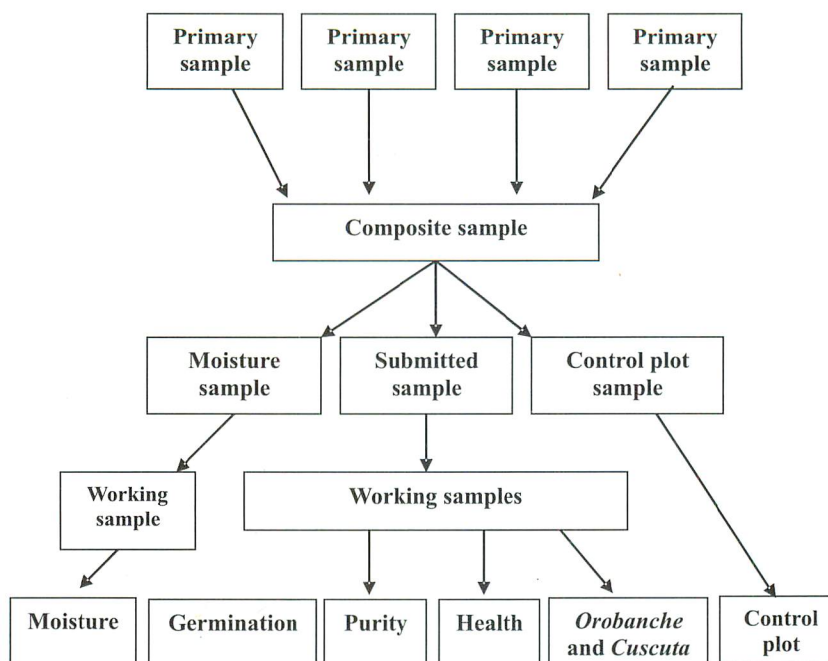 Primary
sample
Primary
sample
Primary
sample
Primary
sample
Composite sample
Moisture
sample
Submitted
sample
Control plot
sample
Working
sample
Working samples
Moisture
Germination
Purity
Health
Orobanche
and Cuscuta
Control
plot